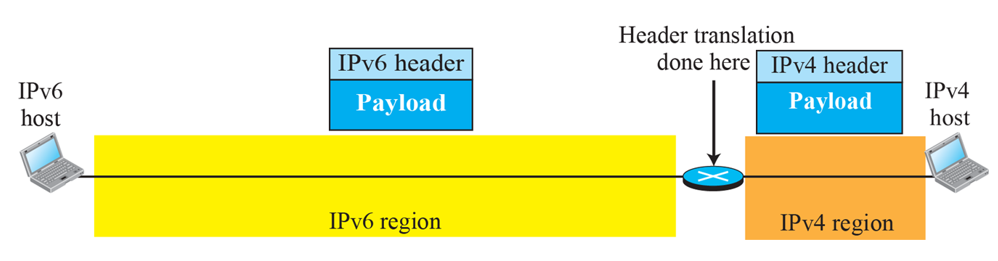 Header translation
done here
IPv6 header
Payload
IPv4 header
Payload
IPv6
host
IPv4
host
IPv6 region
IPv4 region